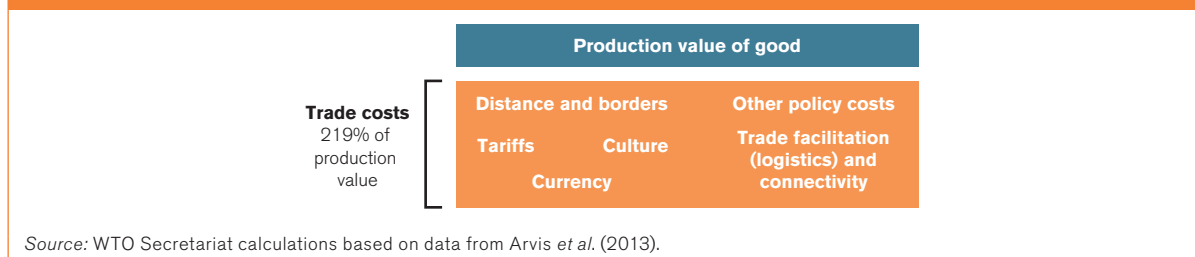 Production value of good
Trade costs
219% of
production
value
Distance and borders
Other policy costs
Tariffs
Culture
Trade facilitation
(logistics) and
connectivity
Currency
Source: WTO Secretariat calculations based on data from Arvis et al. (2013).